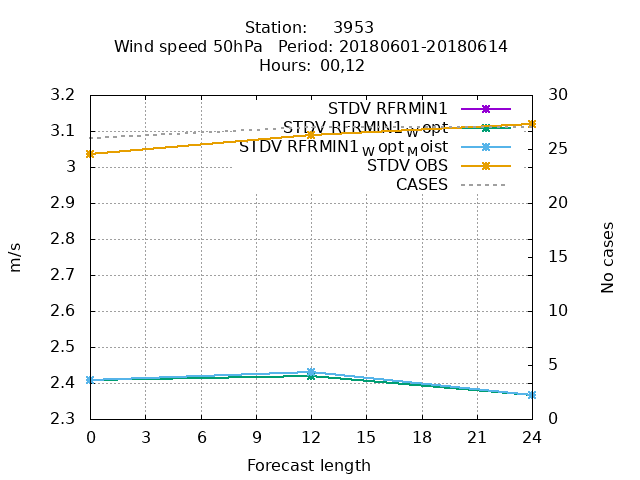 Station: 3953
Wind speed 50hPa Period: 20180601-20180614
Hours: 00,12
3.2
3.1
3
2.9
2.8
2.7
2.6
2.5
2.4
2.3
30
25
20
15
10
5
0
STDV RFRMIN1
STDV RFRMIN1_W opt
STDV RFRMIN1_W opt_M oist
STDV OBS
CASES
m/s
No cases
0 3 6 9 12 15 18 21 24
Forecast length